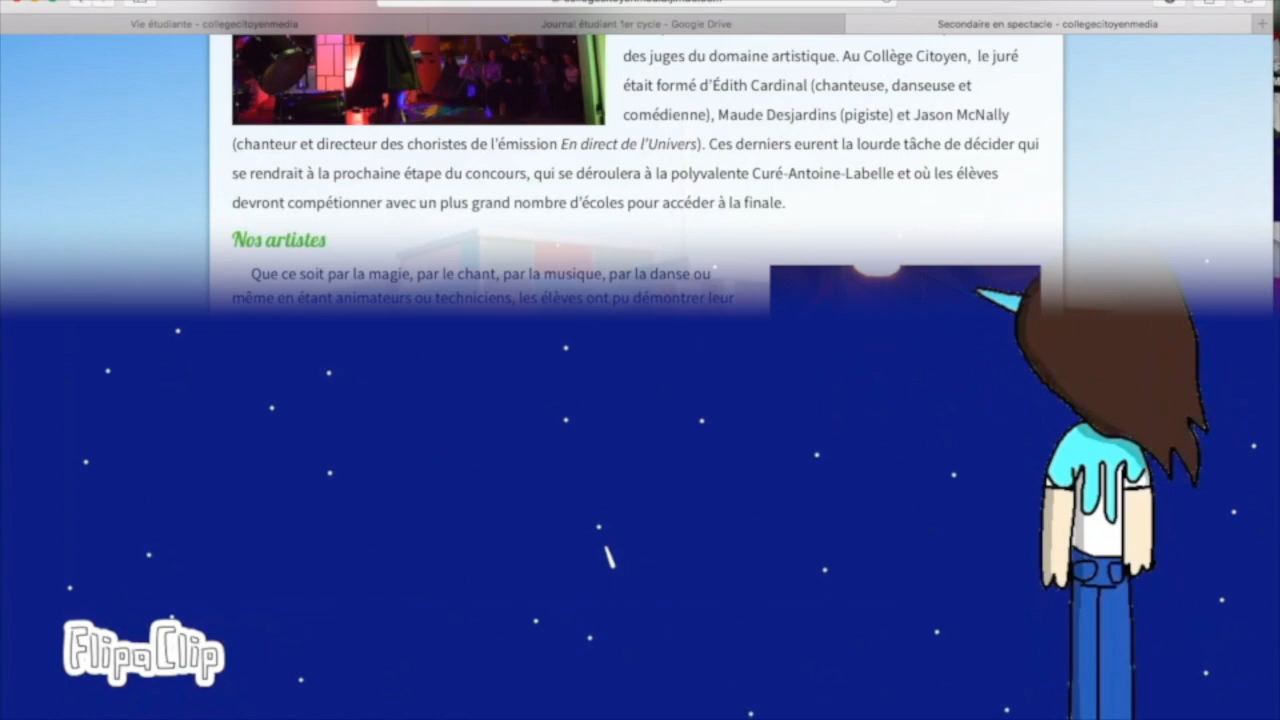 Vie étudiante - collegecitoyenmedia
Journal étudiant 1er cycle - Google Drive
Secondaire en spectacle - collegecitoyenmedia
des juges du domaine artistique. Au Collège Citoyen, le juré
était formé d'Édith Cardinal (chanteuse, danseuse et
comédienne), Maude Desjardins (pigiste) et Jason McNally
(chanteur et directeur des choristes de l'émission En direct de l'Univers). Ces derniers eurent la lourde tâche de décider qui
se rendrait à la prochaine étape du concours, qui se déroulera à la polyvalente Curé-Antoine-Labelle et où les élèves
devront compétionner avec un plus grand nombre d'écoles pour accéder à la finale.
Nos artistes
Que ce soit par la magie, par le chant, par la musique, par la danse ou
même en étant animateurs ou techniciens, les élèves ont pu démontrer leur
FlipaClip